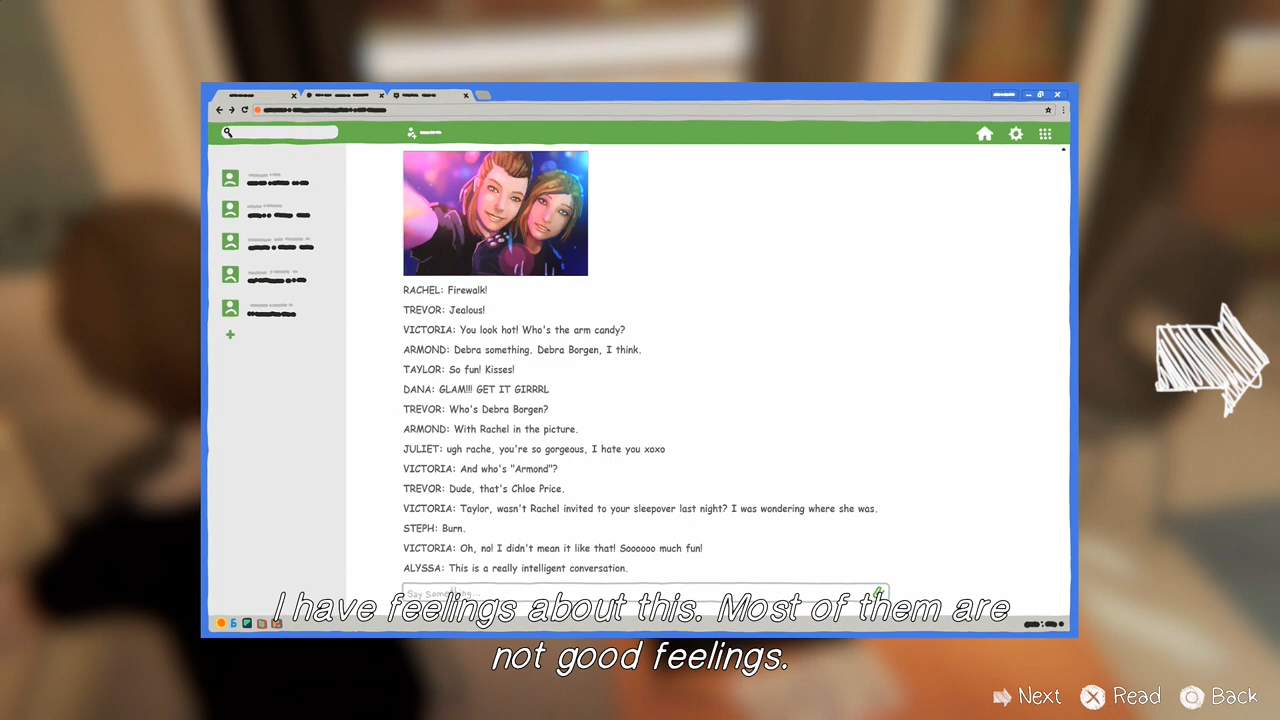 RACHEL: Firewalk!
TREVOR: Jealous!
VICTORIA: You look hot! Who's the arm candy?
ARMOND: Debra something. Debra Borgen, I think.
TAYLOR: So fun! Kisses!
DANA: GLAM!!! GET IT GIRRRL
TREVOR: Who's Debra Borgen?
ARMOND: With Rachel in the picture.
JULIET: ugh rache, you're so gorgeous, I hate you xoxo
VICTORIA: And who's "Armond"?
TREVOR: Dude, that's Chloe Price.
VICTORIA: Taylor, wasn't Rachel invited to your sleepover last night? I was wondering where she was.
STEPH: Burn.
VICTORIA: Oh, no! I didn't mean it like that! Soooooo much fun!
ALYSSA: This is a really intelligent conversation.
Say Something...
I have feelings about this. Most of them are
not good feelings.
Next Read Back